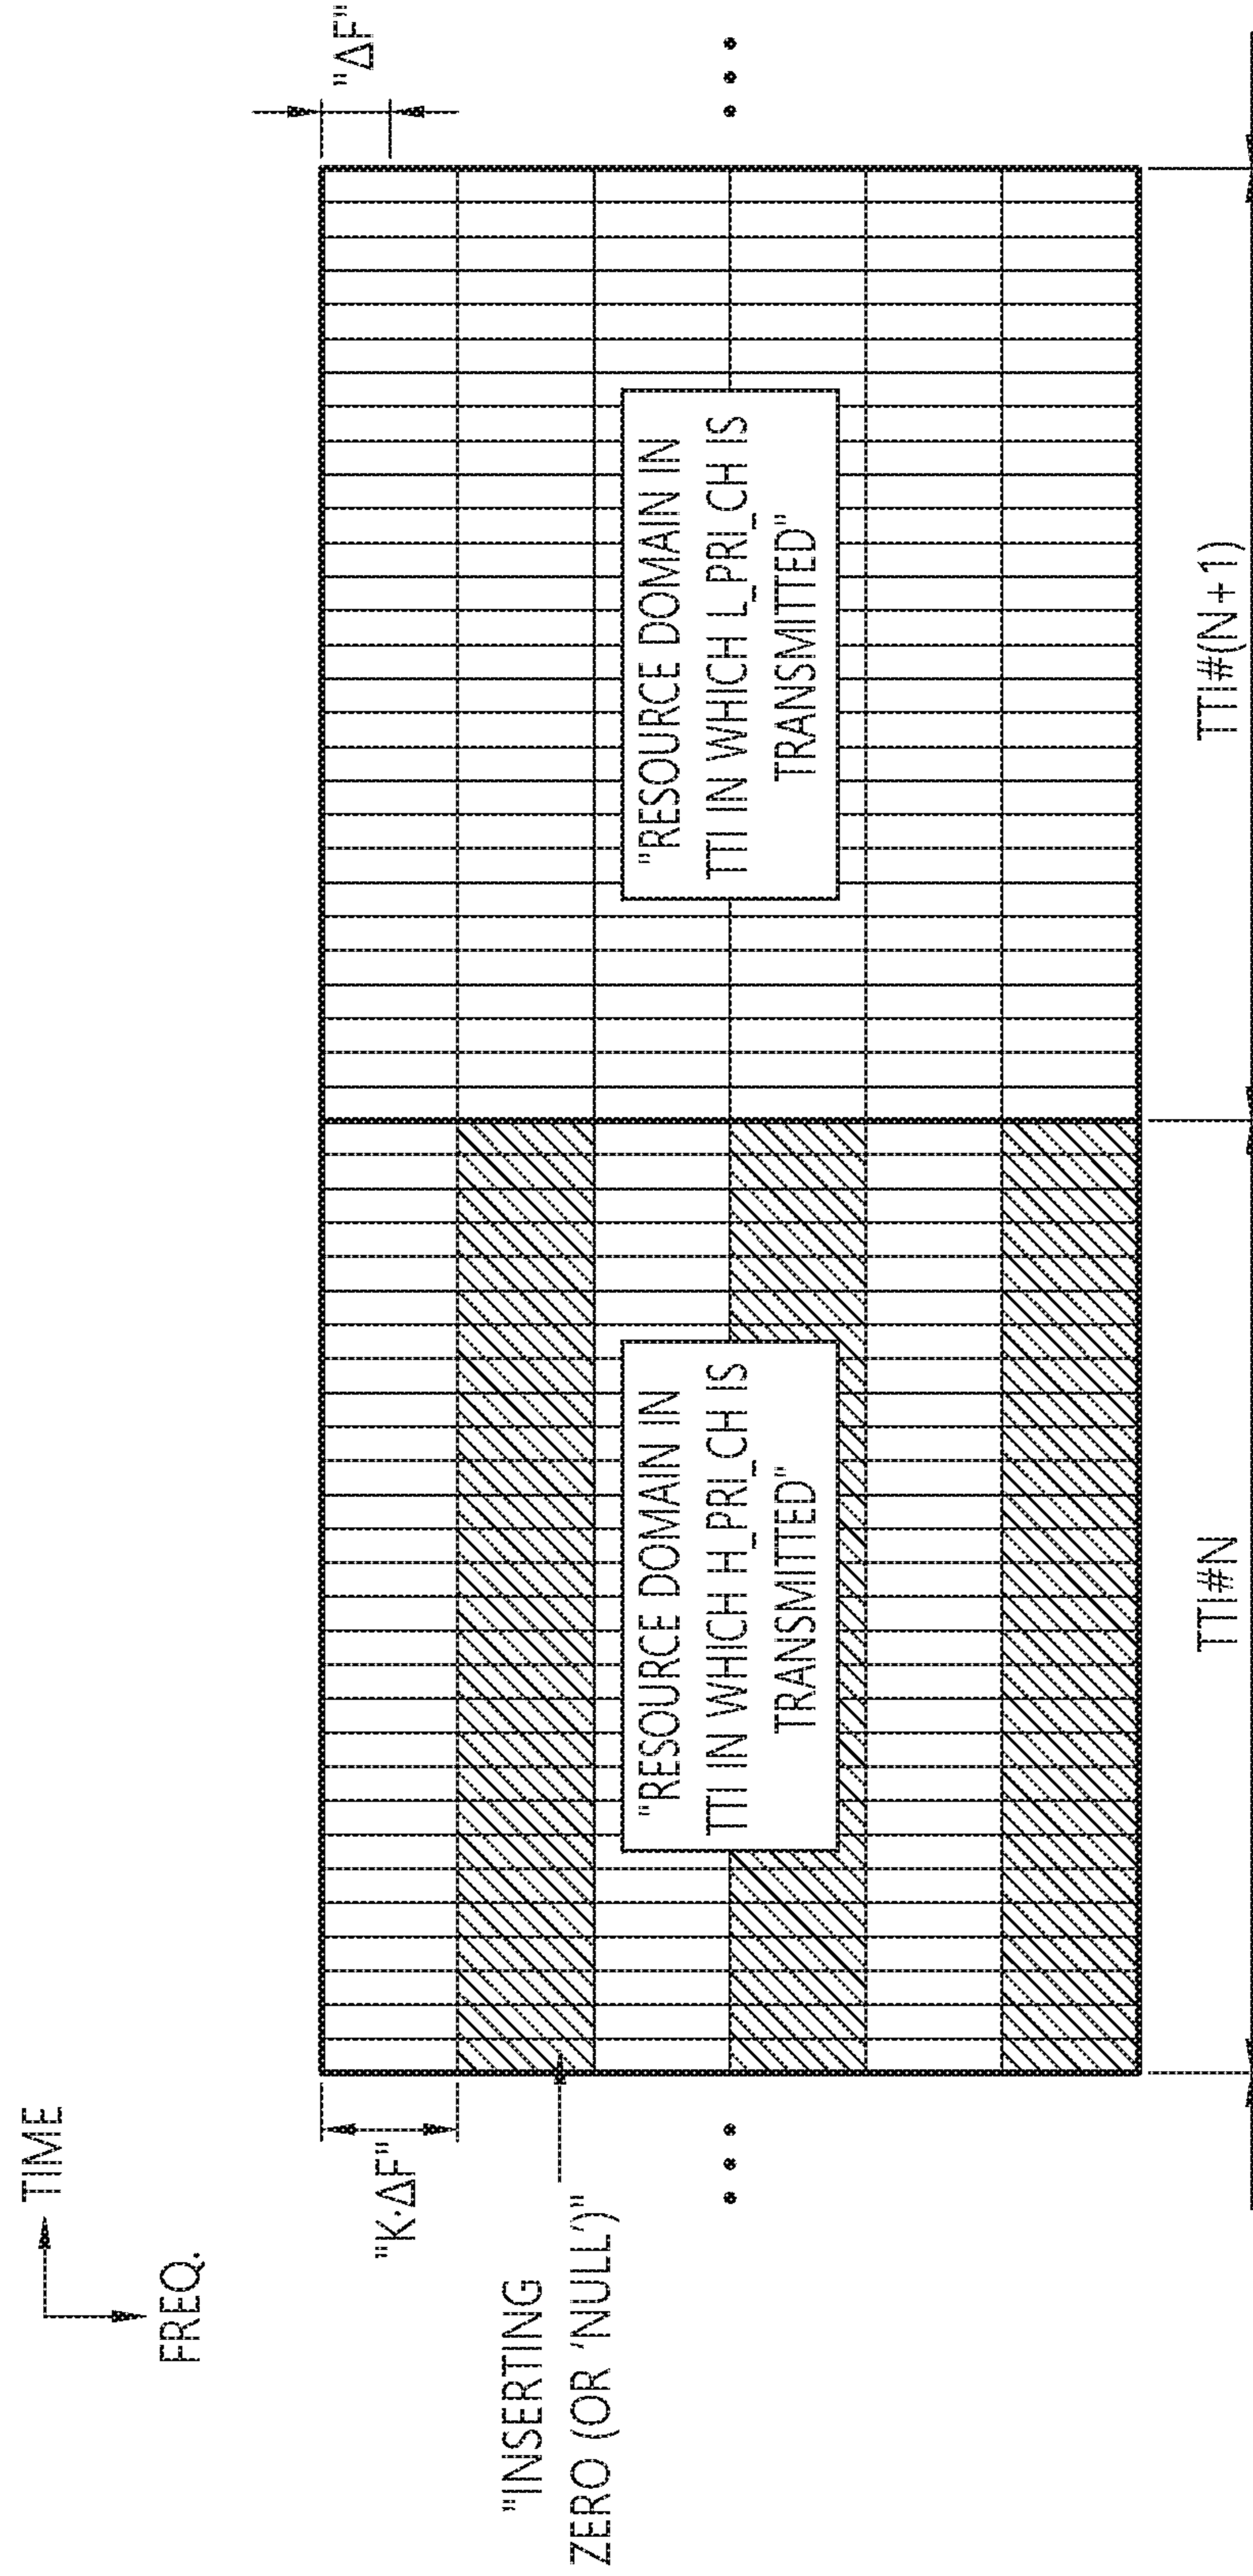 TIME
FREQ.
"K·ΔF"
"ΔF"
"INSERTING
ZERO (OR 'NULL')"
"RESOURCE DOMAIN IN
TTI IN WHICH H_PRI_CH IS
TRANSMITTED"
"RESOURCE DOMAIN IN
TTI IN WHICH L_PRI_CH IS
TRANSMITTED"
TTI#N
TTI#(N+1)